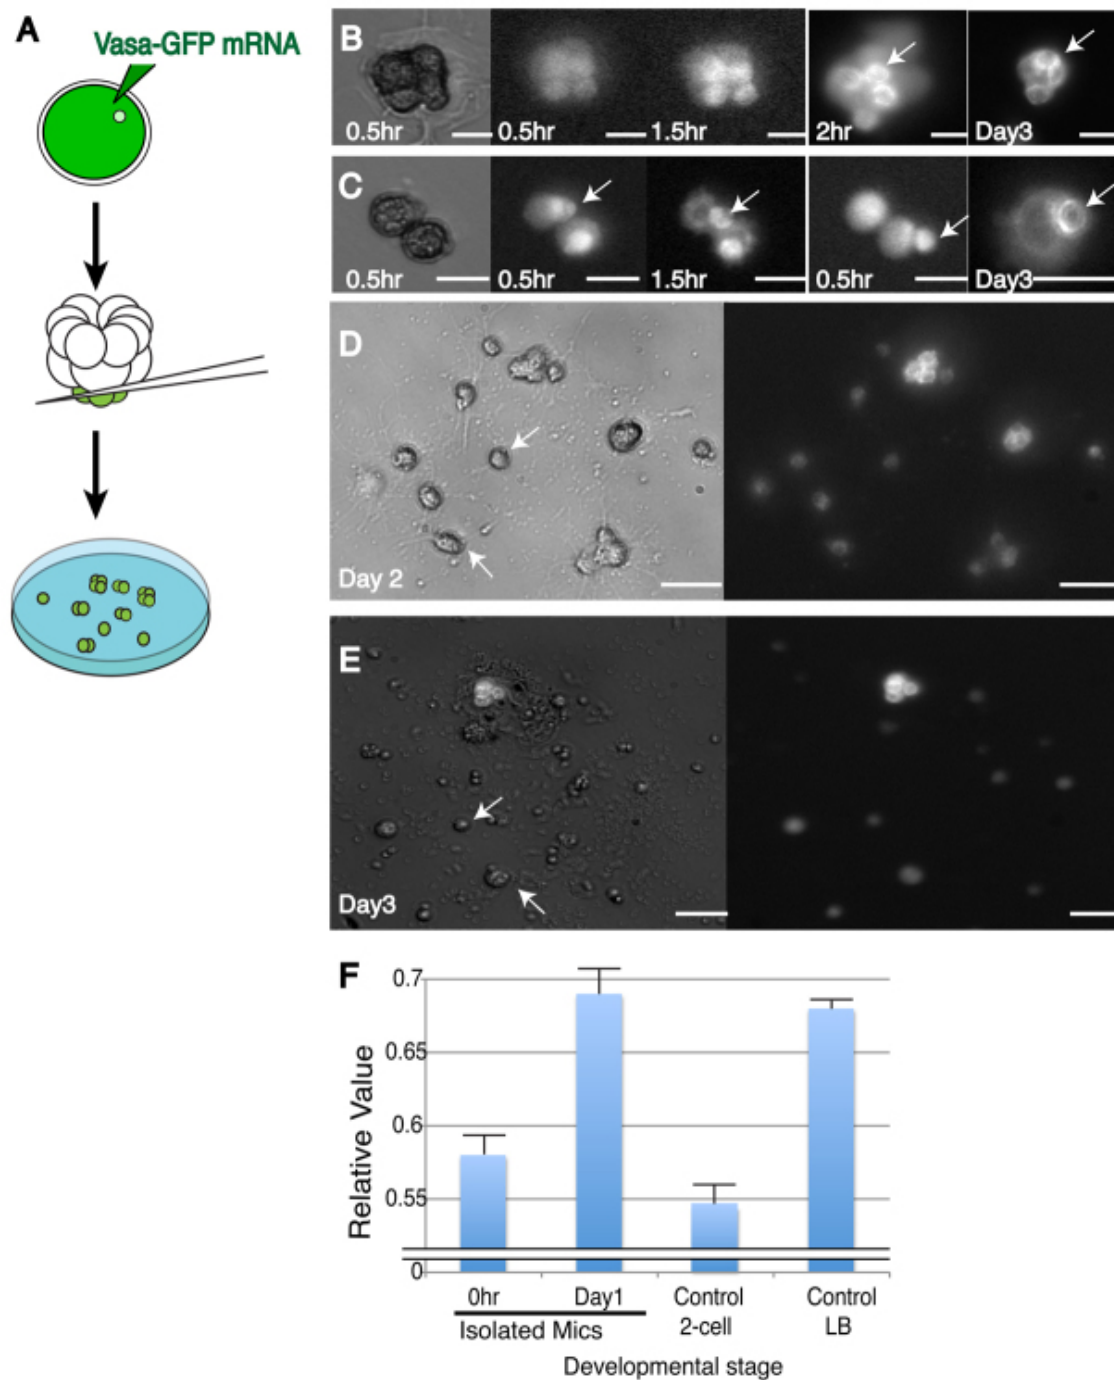 A
Vasa-GFP mRNA
B
0.5hr
0.5hr
1.5hr
2hr
Day3
C
0.5hr
0.5hr
1.5hr
0.5hr
Day3
D
Day 2
E
Day3
F
Relative Value
0.7
0.65
0.6
0.55
0
0hr
Day1
Control
2-cell
Control
LB
Isolated Mics
Developmental stage